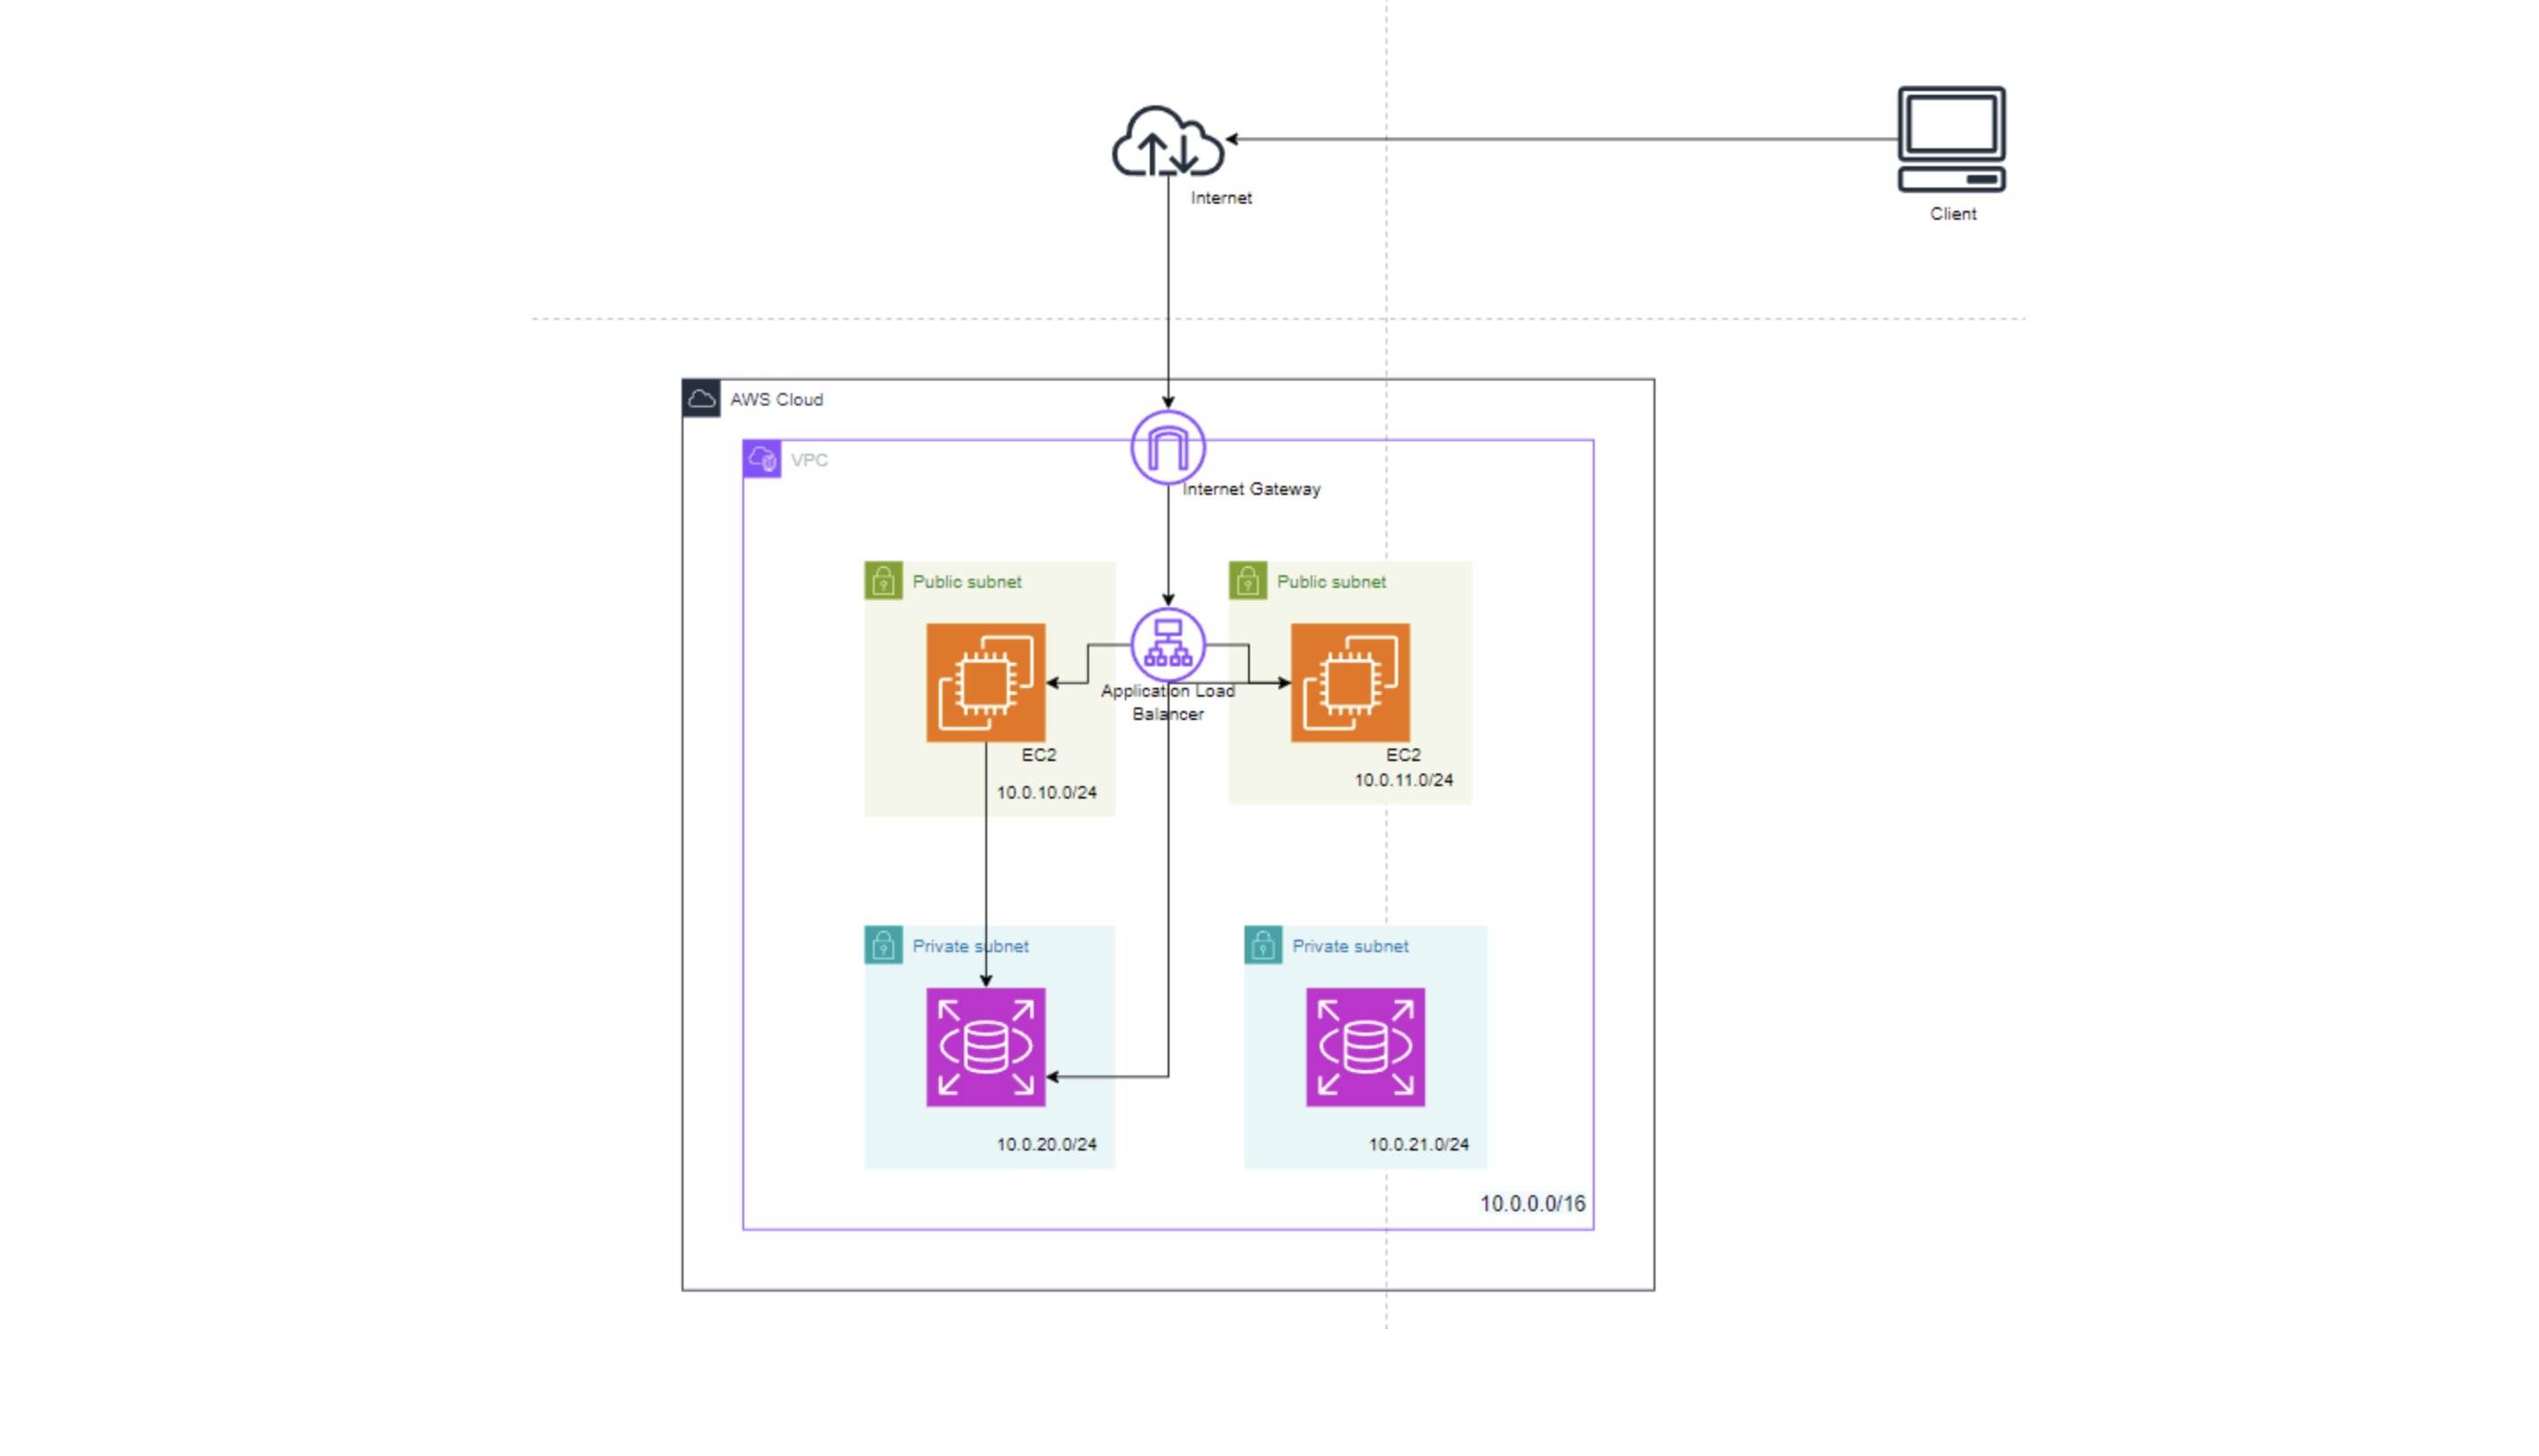 Internet
Client
AWS Cloud
VPC
Internet Gateway
Public subnet
Public subnet
Application Load
Balancer
EC2
10.0.10.0/24
EC2
10.0.11.0/24
Private subnet
Private subnet
10.0.20.0/24
10.0.21.0/24
10.0.0.0/16